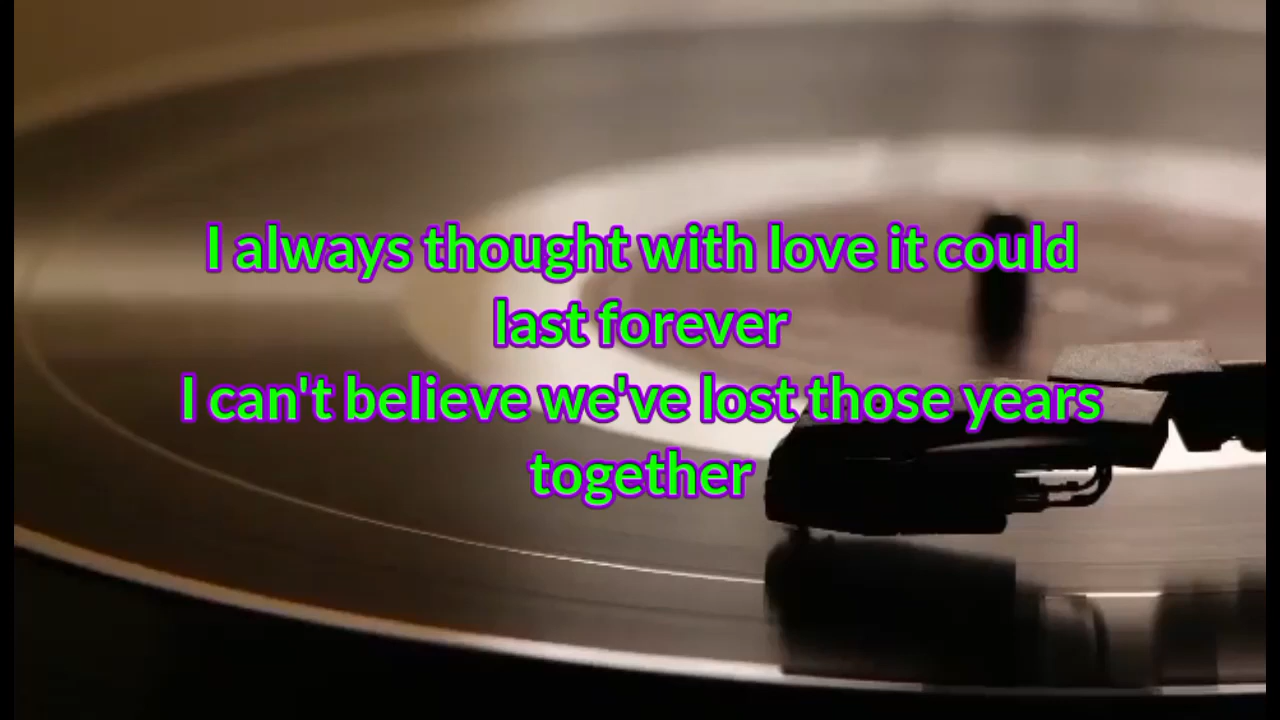 I always thought with love it could
last forever
I can't believe we've lost those years
together